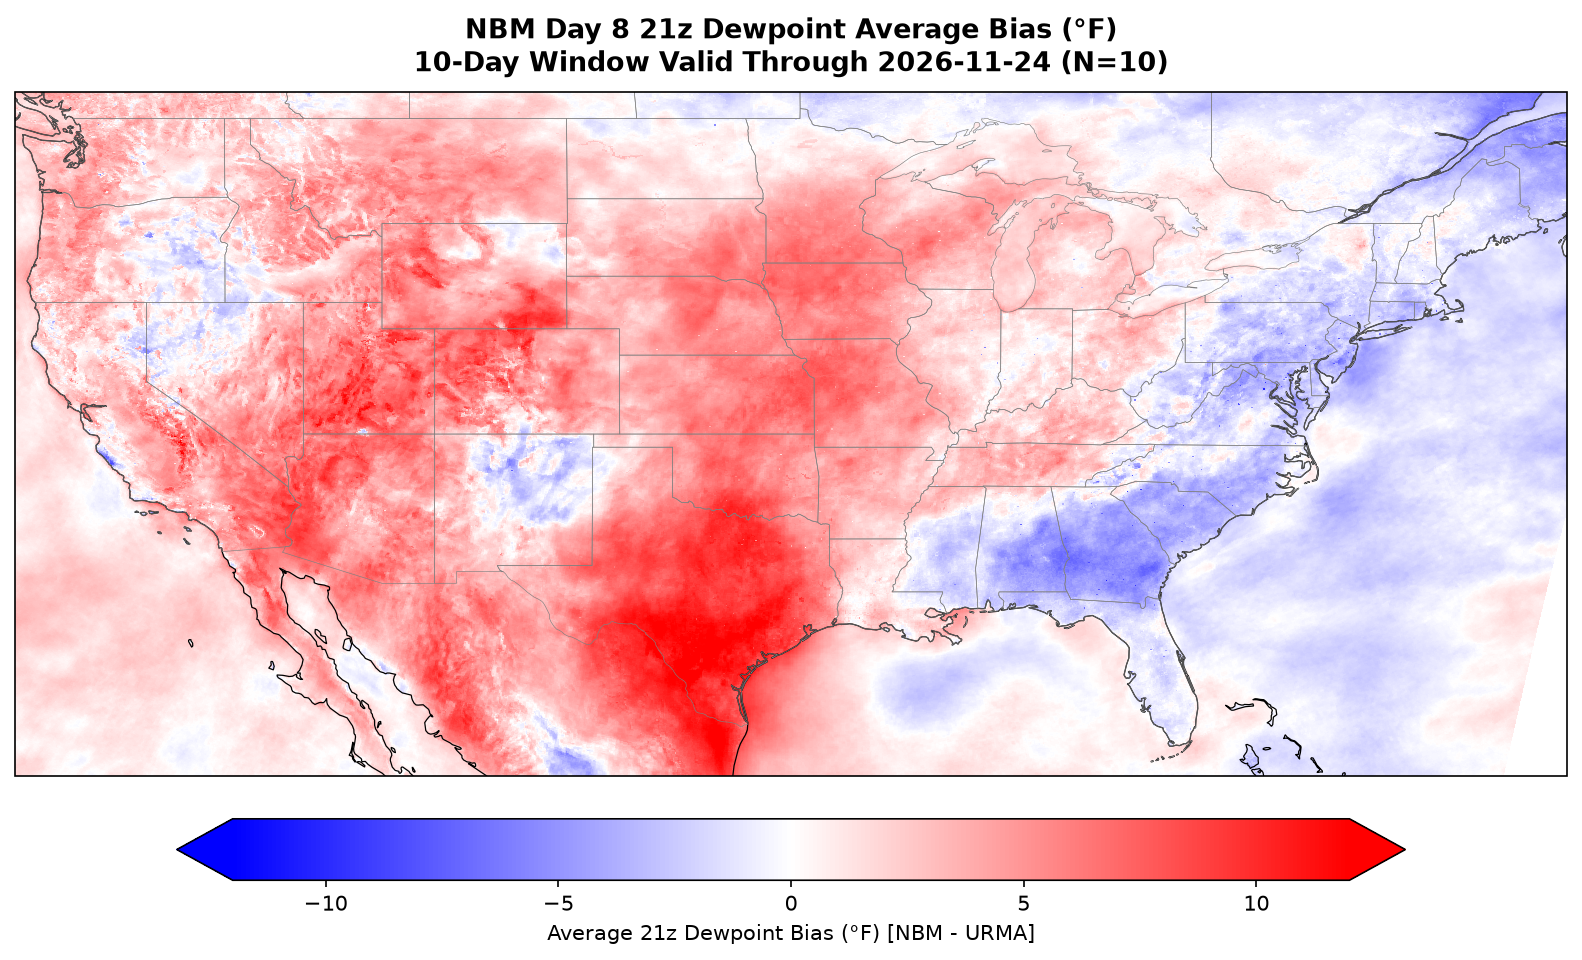 NBM Day 8 21z Dewpoint Average Bias (°F)
10-Day Window Valid Through 2026-11-24 (N=10)
−10 −5 0 5 10
Average 21z Dewpoint Bias (°F) [NBM - URMA]